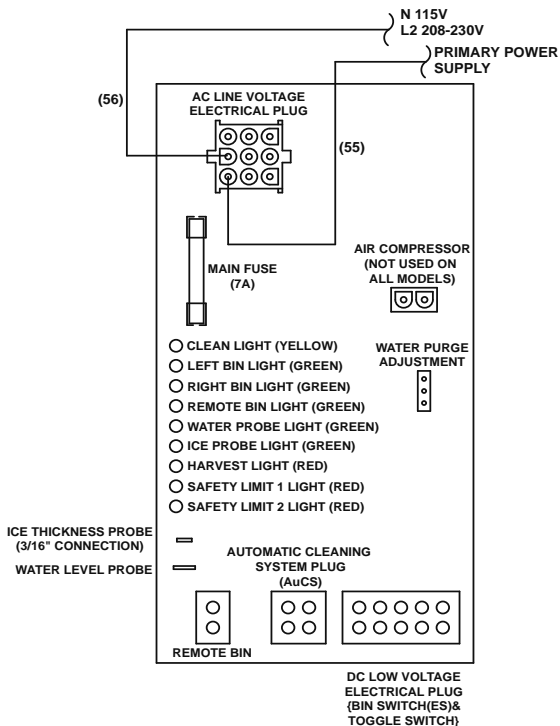 N 115V
L2 208-230V
PRIMARY POWER
SUPPLY
(56)
AC LINE VOLTAGE
ELECTRICAL PLUG
(55)
MAIN FUSE
(7A)
AIR COMPRESSOR
(NOT USED ON
ALL MODELS)
CLEAN LIGHT (YELLOW)
LEFT BIN LIGHT (GREEN)
RIGHT BIN LIGHT (GREEN)
REMOTE BIN LIGHT (GREEN)
WATER PROBE LIGHT (GREEN)
ICE PROBE LIGHT (GREEN)
HARVEST LIGHT (RED)
SAFETY LIMIT 1 LIGHT (RED)
SAFETY LIMIT 2 LIGHT (RED)
WATER PURGE
ADJUSTMENT
ICE THICKNESS PROBE
(3/16" CONNECTION)
WATER LEVEL PROBE
AUTOMATIC CLEANING
SYSTEM PLUG
(AuCS)
REMOTE BIN
DC LOW VOLTAGE
ELECTRICAL PLUG
{BIN SWITCH(ES)&
TOGGLE SWITCH}